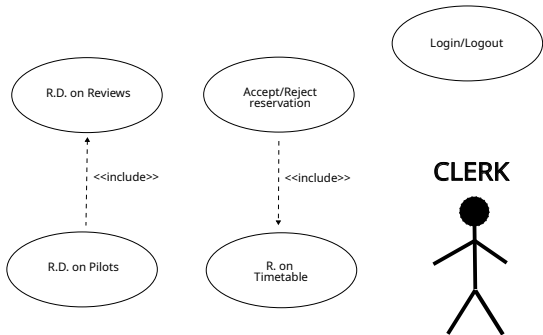 Login/Logout
R.D. on Reviews
Accept/Reject
reservation
<<include>>
<<include>>
CLERK
R.D. on Pilots
R. on
Timetable